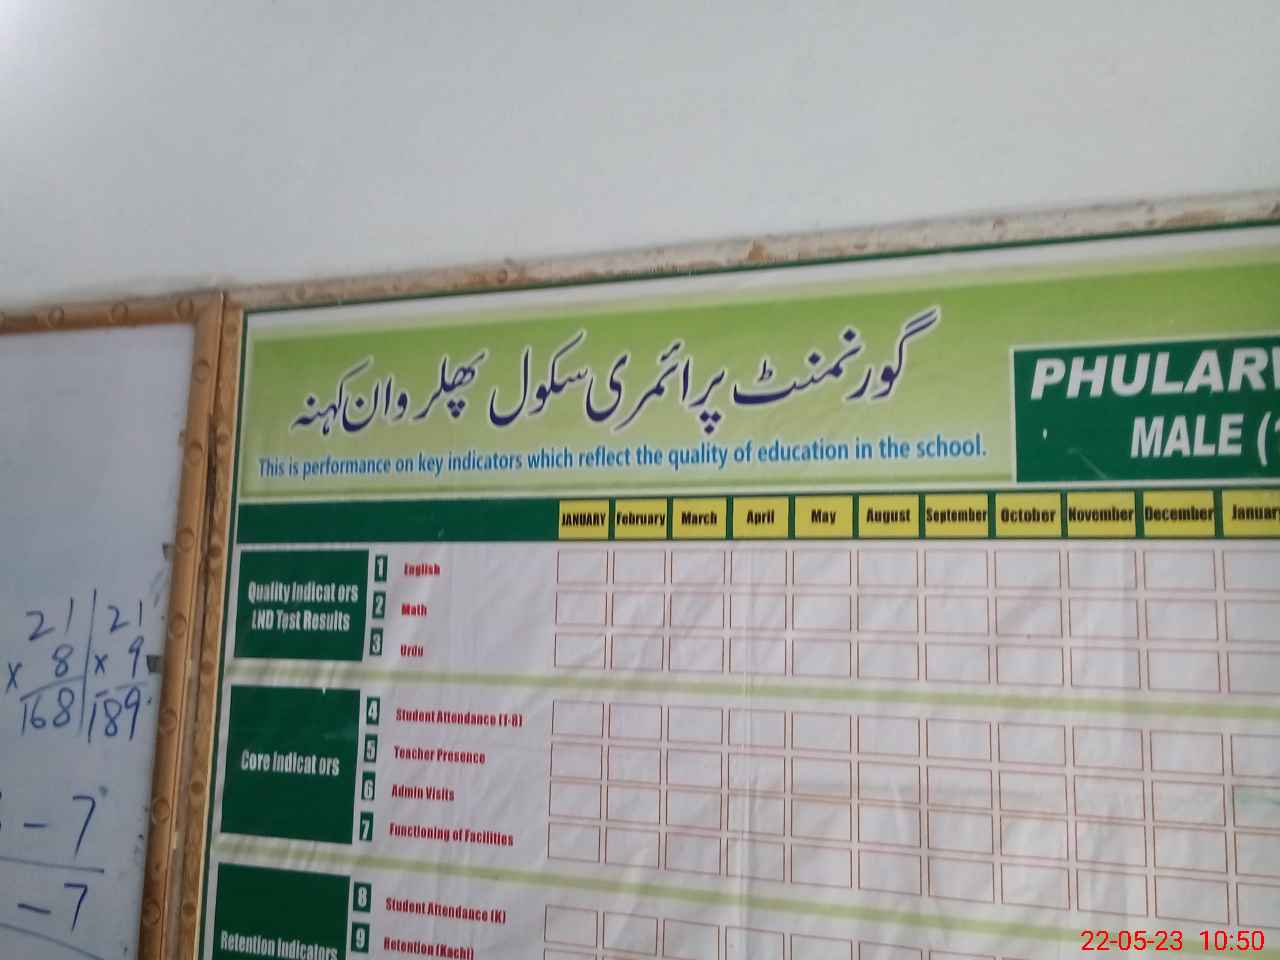 گورنمنٹ پرائمری سکول پھلروان کہنہ
This is performance on key indicators which reflect the quality of education in the school.
PHULARW
MALE (
JANUARY February March April May August September October November December January
Quality Indicat ors
LND Test Results
1 English
2 Math
3 Urdu
Core Indicat ors
4 Student Attendance (1-8)
5 Teacher Presence
6 Admin Visits
7 Functioning of Facilities
Retention Indicators
8 Student Attendance (K)
9 Retention (Kachi)
21 21
x 8 x 9
168 189
- 7
- 7
22-05-23 10:50